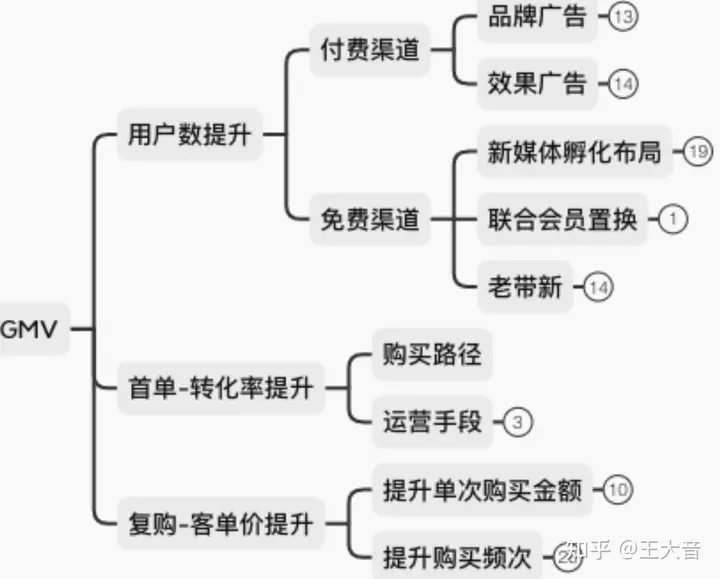 GMV
用户数提升
付费渠道
品牌广告 13
效果广告 14
免费渠道
新媒体孵化布局 19
联合会员置换 1
老带新 14
首单-转化率提升
购买路径
运营手段 3
复购-客单价提升
提升单次购买金额 10
提升购买频次
知乎 @王大音